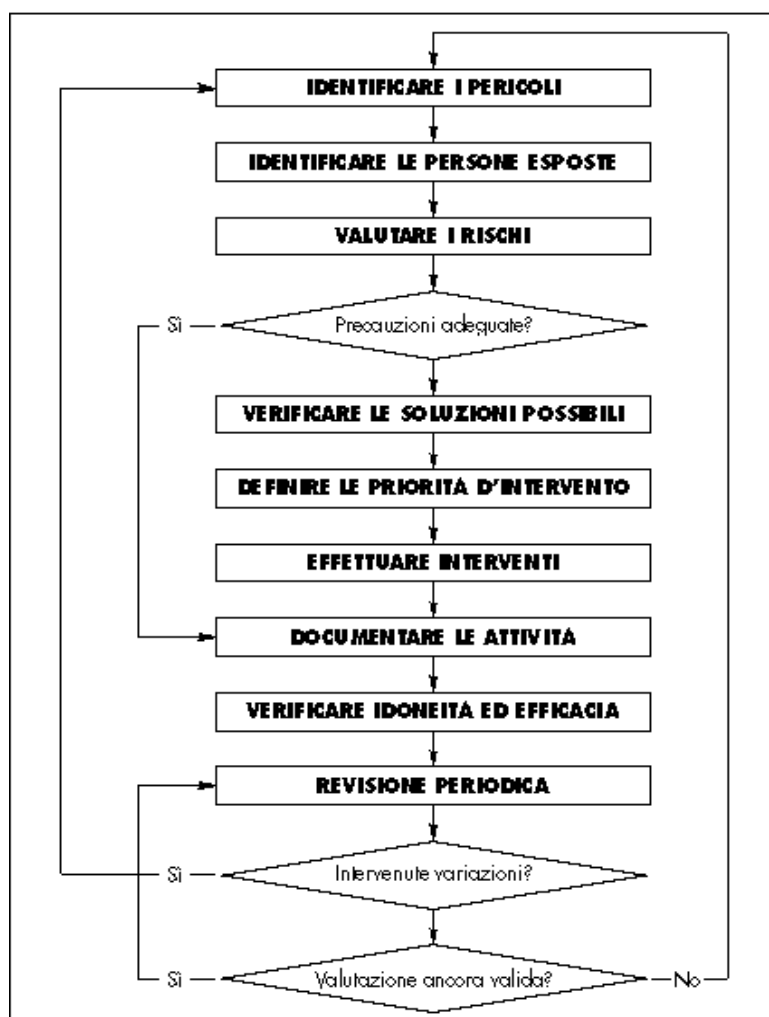 IDENTIFICARE I PERICOLI
IDENTIFICARE LE PERSONE ESPOSTE
VALUTARE I RISCHI
Sì
Precauzioni adeguate?
VERIFICARE LE SOLUZIONI POSSIBILI
DEFINIRE LE PRIORITÀ D'INTERVENTO
EFFETTUARE INTERVENTI
DOCUMENTARE LE ATTIVITÀ
VERIFICARE IDONEITÀ ED EFFICACIA
REVISIONE PERIODICA
Sì
Intervenute variazioni?
Sì
Valutazione ancora valida?
No